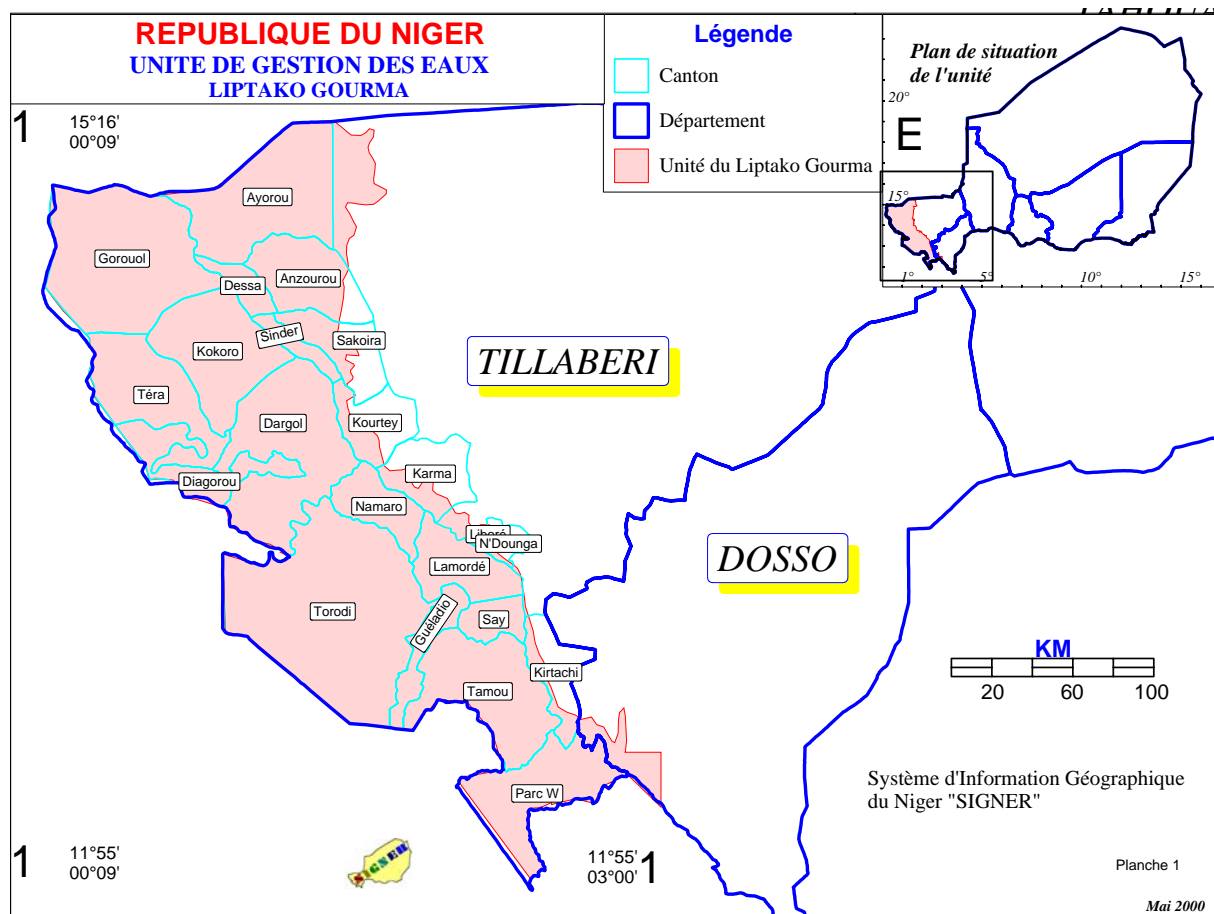 REPUBLIQUE DU NIGER
UNITE DE GESTION DES EAUX
LIPTAKO GOURMA
Légende
Canton
Département
Unité du Liptako Gourma
Plan de situation
de l'unité
20°
E
15°
1°
5°
10°
15°
1
15°16'
00°09'
Ayorou
Gorouol
Anzourou
Dessa
Sinder
Sakoira
Kokoro
TILLABERI
Téra
Dargol
Kourtey
Karma
Diagorou
Namaro
N'Dounga
DOSSO
Lamordé
Torodi
Guéladio
Say
KM
20
60
100
Kirtachi
Tamou
Système d'Information Géographique
du Niger "SIGNER"
Parc W
1
11°55'
00°09'
SIGNER
11°55'
03°00'
1
Planche 1
Mai 2000